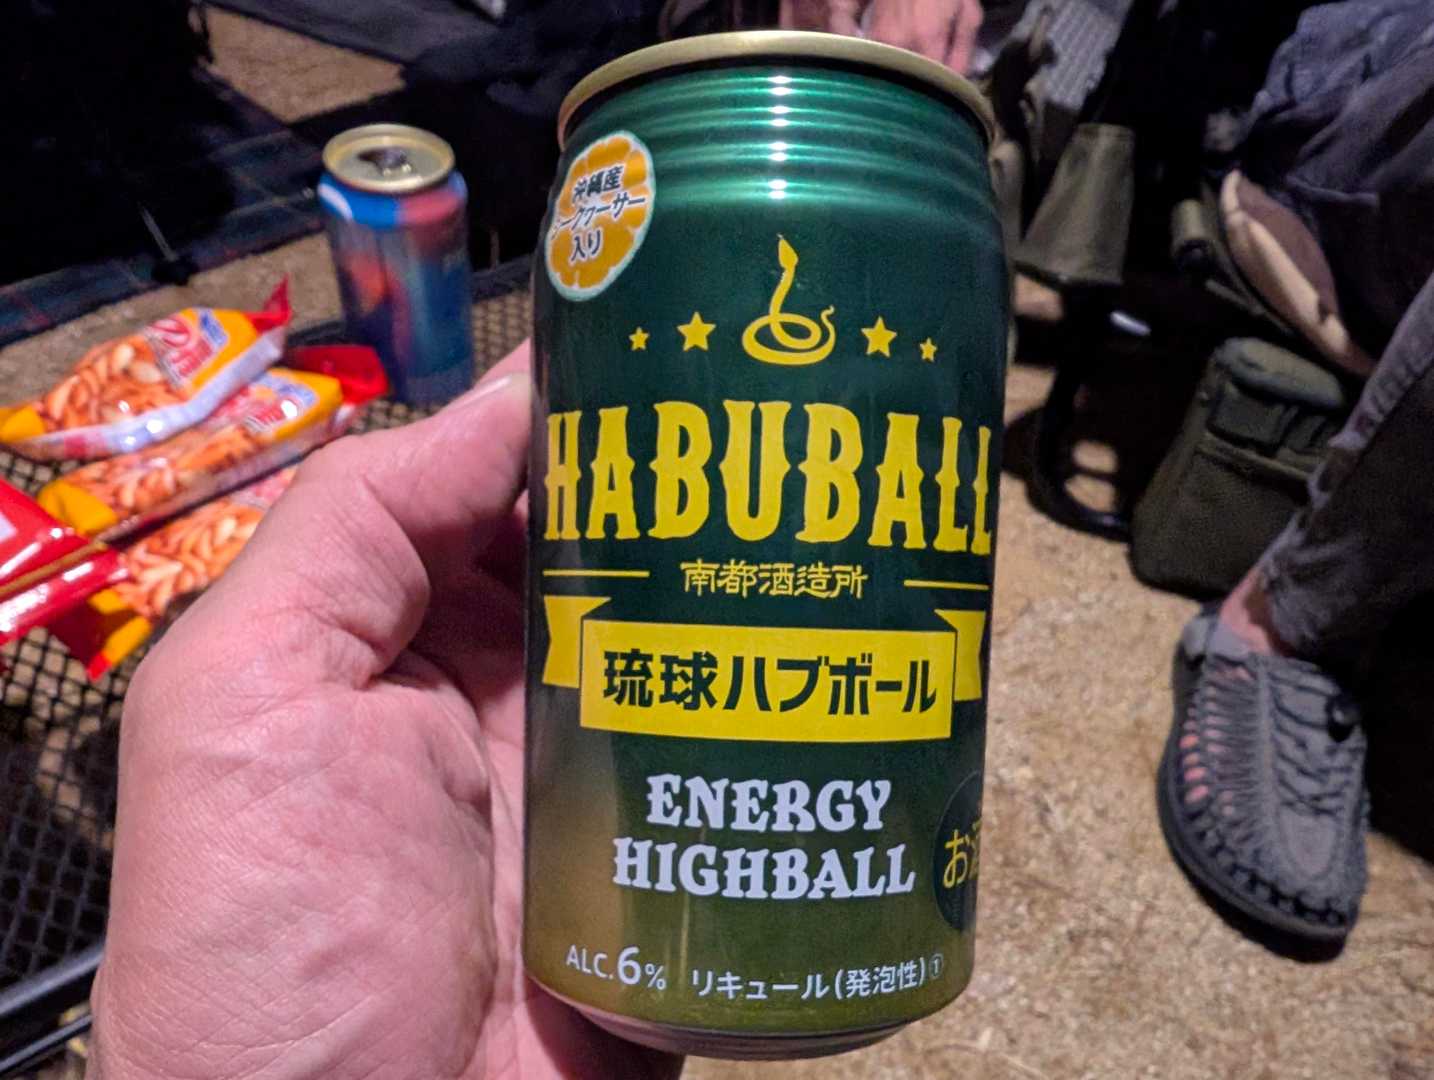 沖縄産
シークヮーサー
入り
HABUBALL
南都酒造所
琉球ハブボール
ENERGY
HIGHBALL
お酒
ALC.6% リキュール(発泡性)①